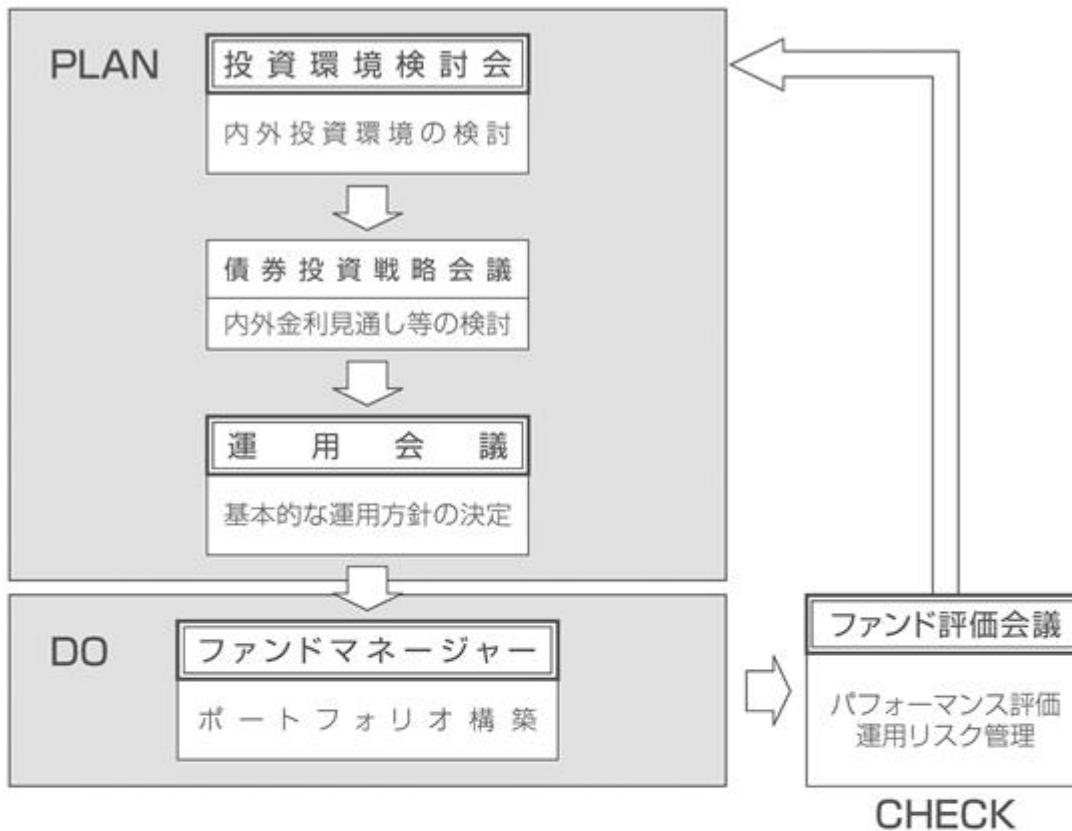 PLAN
投資環境検討会
内外投資環境の検討
債券投資戦略会議
内外金利見通し等の検討
運用会議
基本的な運用方針の決定
DO
ファンドマネージャー
ポートフォリオ構築
ファンド評価会議
パフォーマンス評価
運用リスク管理
CHECK